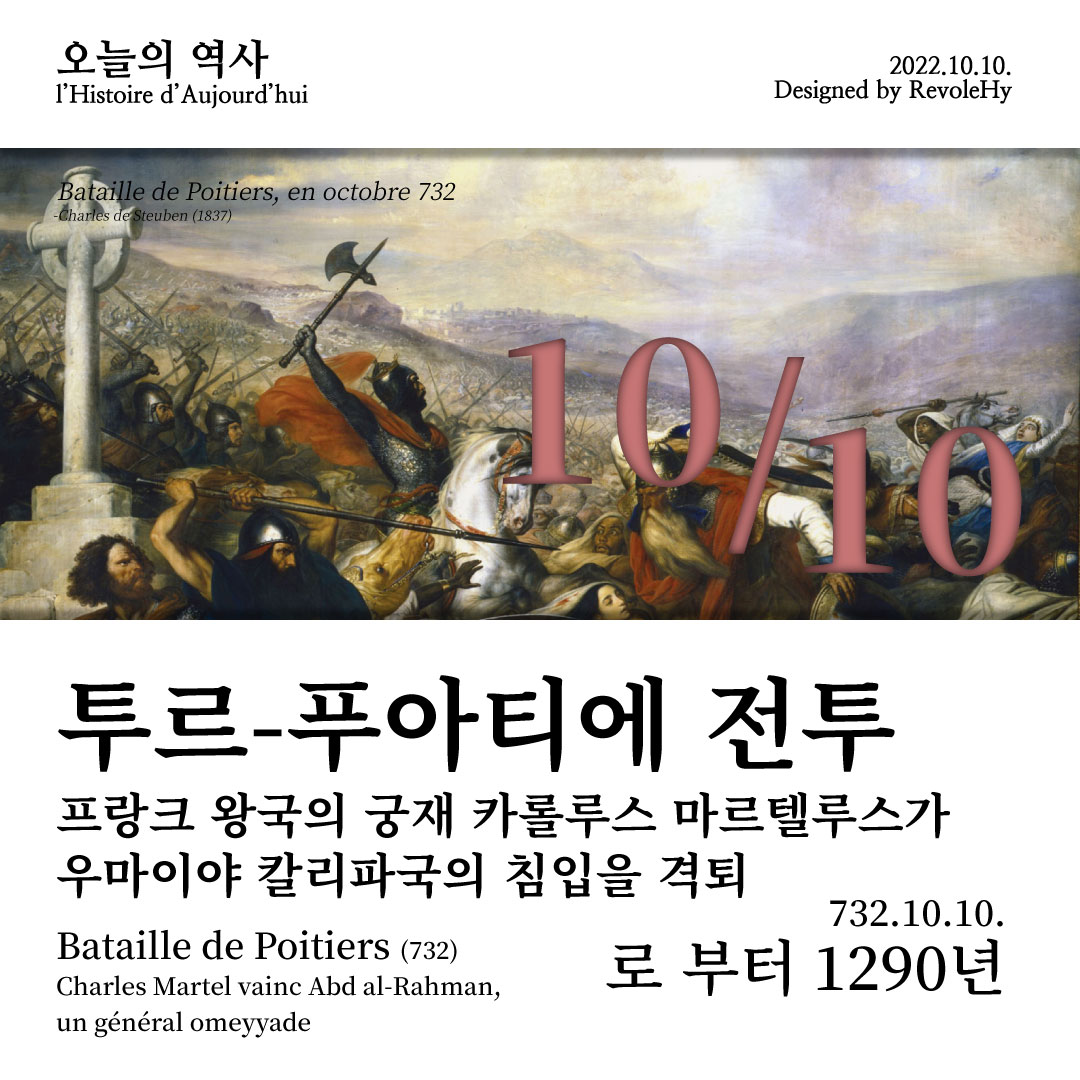 오늘의 역사
l'Histoire d'Aujourd'hui
2022.10.10.
Designed by RevoleHy
Bataille de Poitiers, en octobre 732
-Charles de Steuben (1837)
10/10
투르-푸아티에 전투
프랑크 왕국의 궁재 카롤루스 마르텔루스가
우마이야 칼리파국의 침입을 격퇴
732.10.10.
로 부터 1290년
Bataille de Poitiers (732)
Charles Martel vainc Abd al-Rahman,
un général omeyyade